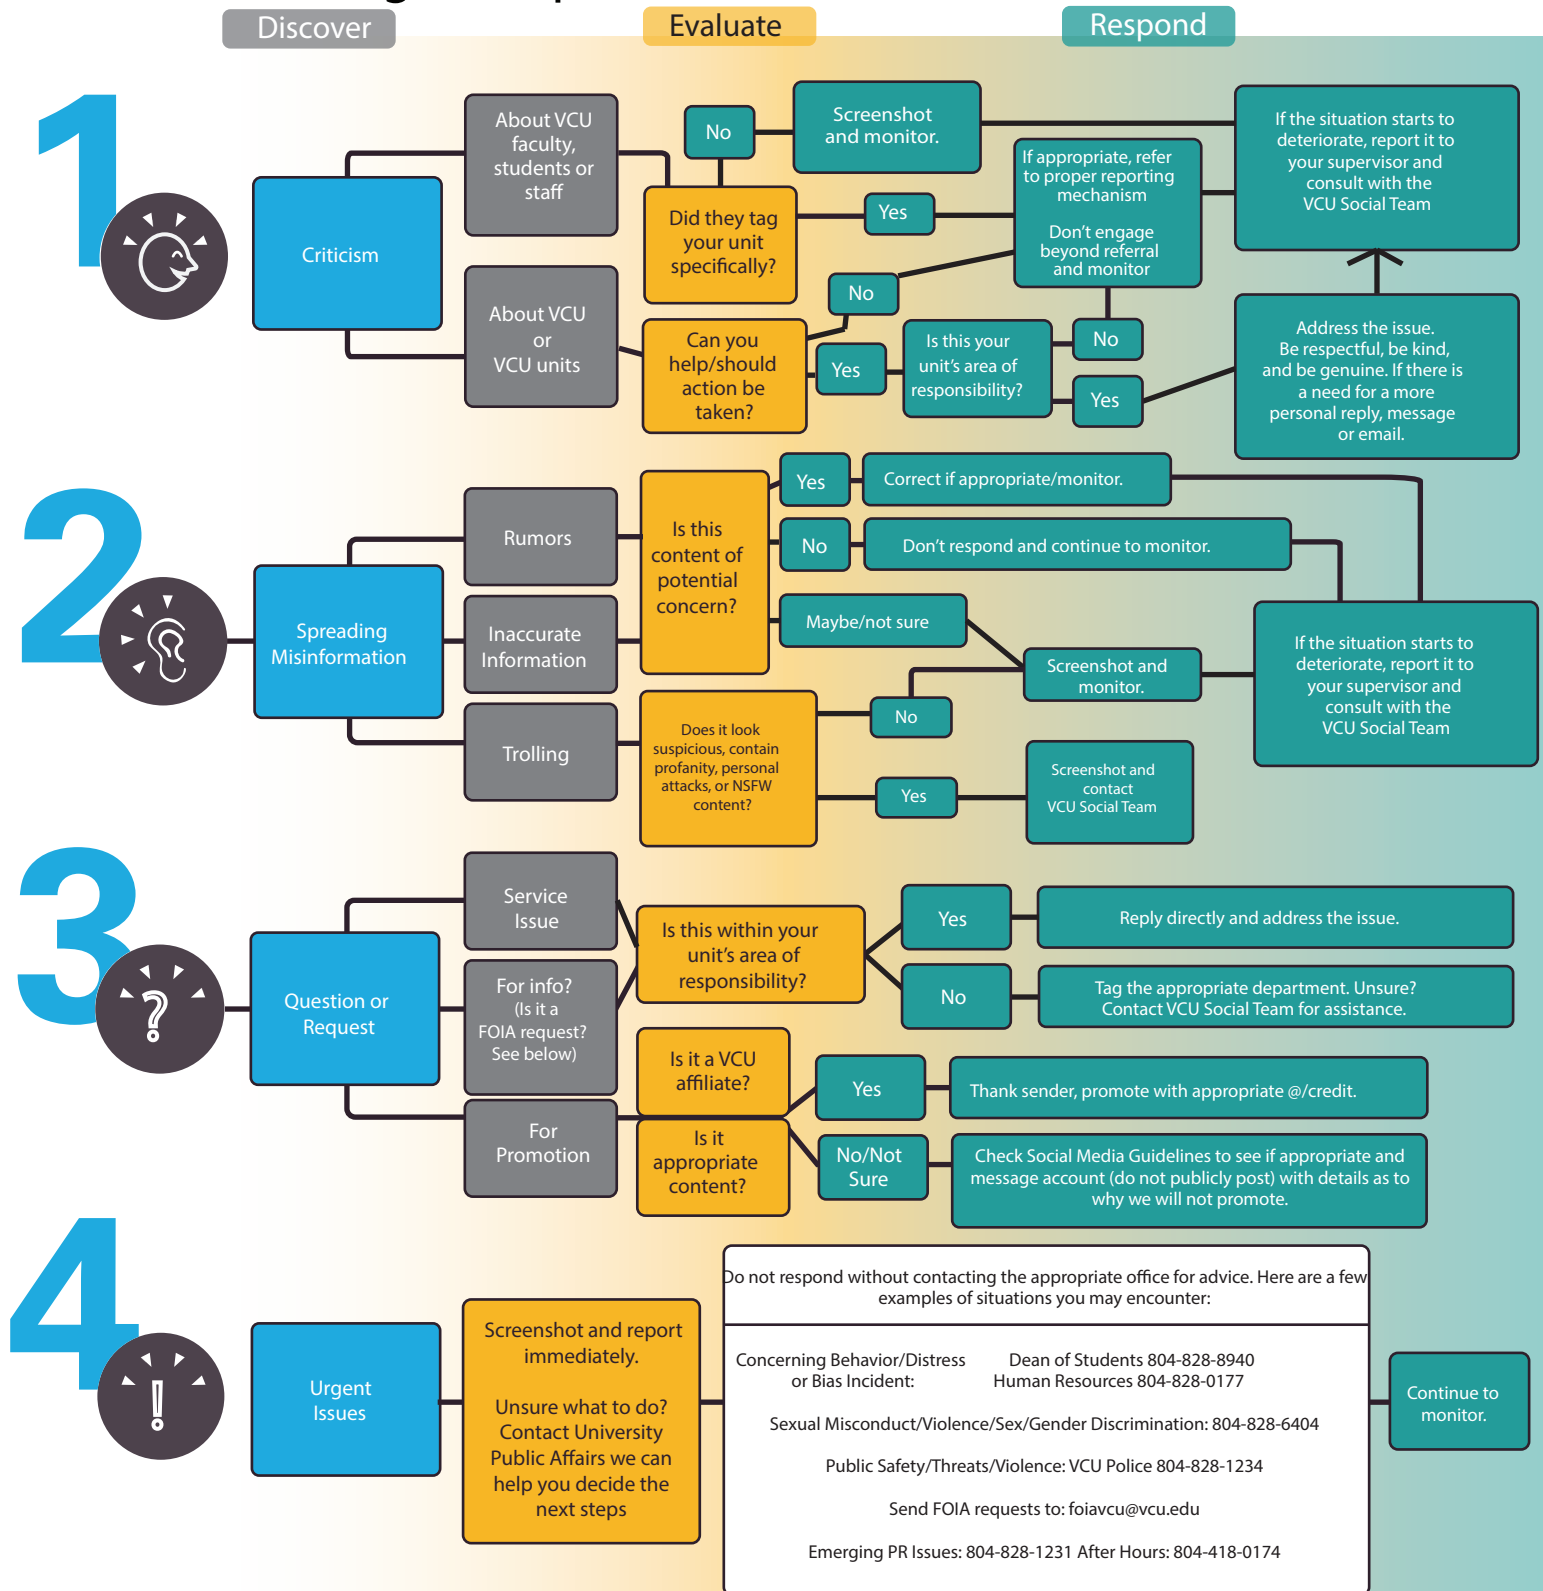 Discover
Evaluate
Respond
1
Criticism
About VCU
faculty,
students or
staff
About VCU
or
VCU units
Did they tag
your unit
specifically?
No
Screenshot
and monitor.
Yes
If appropriate, refer
to proper reporting
mechanism
Don’t engage
beyond referral
and monitor
If the situation starts to
deteriorate, report it to
your supervisor and
consult with the
VCU Social Team
Can you
help/should
action be
taken?
No
Yes
Is this your
unit’s area of
responsibility?
No
Yes
Address the issue.
Be respectful, be kind,
and be genuine. If there is
a need for a more
personal reply, message
or email.
2
Spreading
Misinformation
Rumors
Inaccurate
Information
Trolling
Is this
content of
potential
concern?
Yes
Correct if appropriate/monitor.
No
Don’t respond and continue to monitor.
Maybe/not sure
Screenshot and
monitor.
If the situation starts to
deteriorate, report it to
your supervisor and
consult with the
VCU Social Team
Does it look
suspicious, contain
profanity, personal
attacks, or NSFW
content?
No
Yes
Screenshot and
contact
VCU Social Team
3
?
Question or
Request
Service
Issue
For info?
(Is it a
FOIA request?
See below)
For
Promotion
Is this within your
unit’s area of
responsibility?
Yes
Reply directly and address the issue.
No
Tag the appropriate department. Unsure?
Contact VCU Social Team for assistance.
Is it a VCU
affiliate?
Is it
appropriate
content?
Yes
Thank sender, promote with appropriate @/credit.
No/Not
Sure
Check Social Media Guidelines to see if appropriate and
message account (do not publicly post) with details as to
why we will not promote.
4
!
Urgent
Issues
Screenshot and report
immediately.
Unsure what to do?
Contact University
Public Affairs we can
help you decide the
next steps
Do not respond without contacting the appropriate office for advice. Here are a few
examples of situations you may encounter:
Concerning Behavior/Distress Dean of Students 804-828-8940
or Bias Incident: Human Resources 804-828-0177
Sexual Misconduct/Violence/Sex/Gender Discrimination: 804-828-6404
Public Safety/Threats/Violence: VCU Police 804-828-1234
Send FOIA requests to: foiavcu@vcu.edu
Emerging PR Issues: 804-828-1231 After Hours: 804-418-0174
Continue to
monitor.